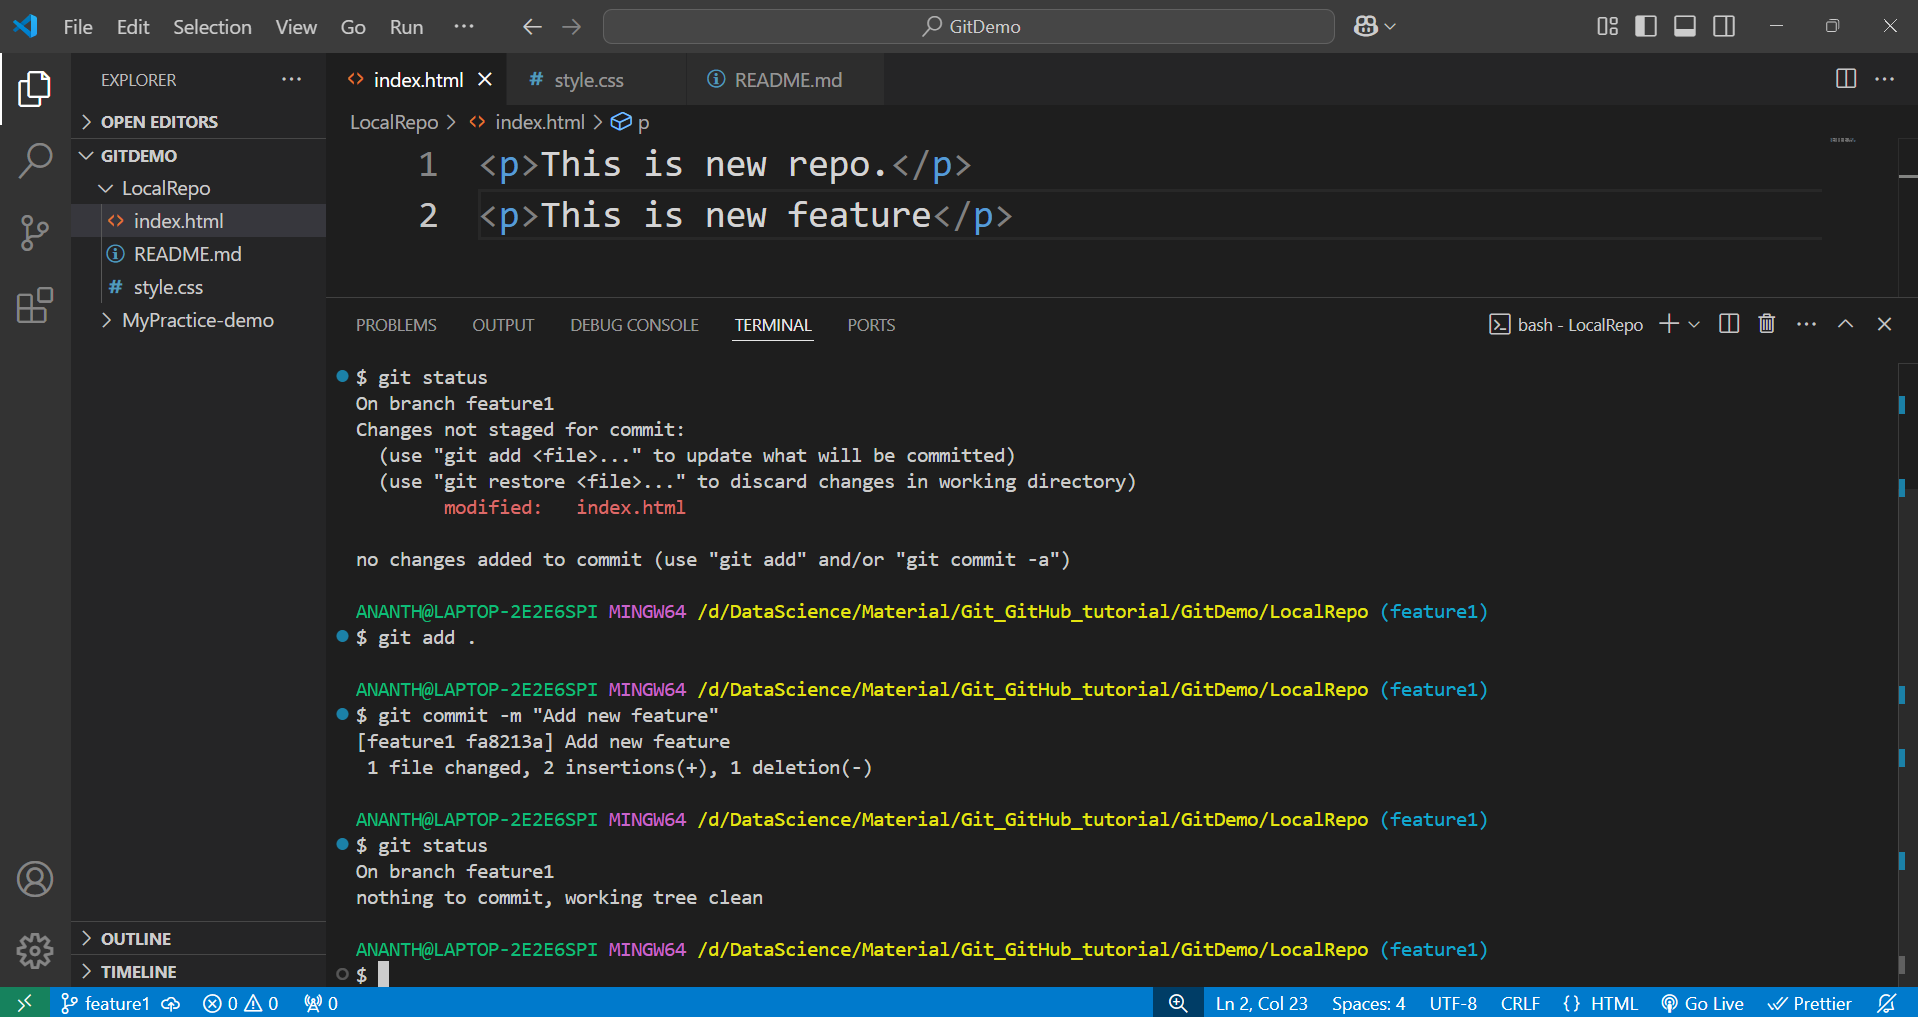 File Edit Selection View Go Run ··· GitDemo
EXPLORER ···
OPEN EDITORS
GITDEMO
LocalRepo
index.html
README.md
style.css
MyPractice-demo
OUTLINE
TIMELINE
index.html style.css README.md
LocalRepo > index.html > p
1 <p>This is new repo.</p>
2 <p>This is new feature</p>
PROBLEMS OUTPUT DEBUG CONSOLE TERMINAL PORTS bash - LocalRepo
$ git status
On branch feature1
Changes not staged for commit:
  (use "git add <file>..." to update what will be committed)
  (use "git restore <file>..." to discard changes in working directory)
        modified:   index.html
no changes added to commit (use "git add" and/or "git commit -a")
ANANTH@LAPTOP-2E2E6SPI MINGW64 /d/DataScience/Material/Git_GitHub_tutorial/GitDemo/LocalRepo (feature1)
$ git add .
ANANTH@LAPTOP-2E2E6SPI MINGW64 /d/DataScience/Material/Git_GitHub_tutorial/GitDemo/LocalRepo (feature1)
$ git commit -m "Add new feature"
[feature1 fa8213a] Add new feature
 1 file changed, 2 insertions(+), 1 deletion(-)
ANANTH@LAPTOP-2E2E6SPI MINGW64 /d/DataScience/Material/Git_GitHub_tutorial/GitDemo/LocalRepo (feature1)
$ git status
On branch feature1
nothing to commit, working tree clean
ANANTH@LAPTOP-2E2E6SPI MINGW64 /d/DataScience/Material/Git_GitHub_tutorial/GitDemo/LocalRepo (feature1)
$
feature1 0 0 0 Ln 2, Col 23 Spaces: 4 UTF-8 CRLF {} HTML Go Live Prettier